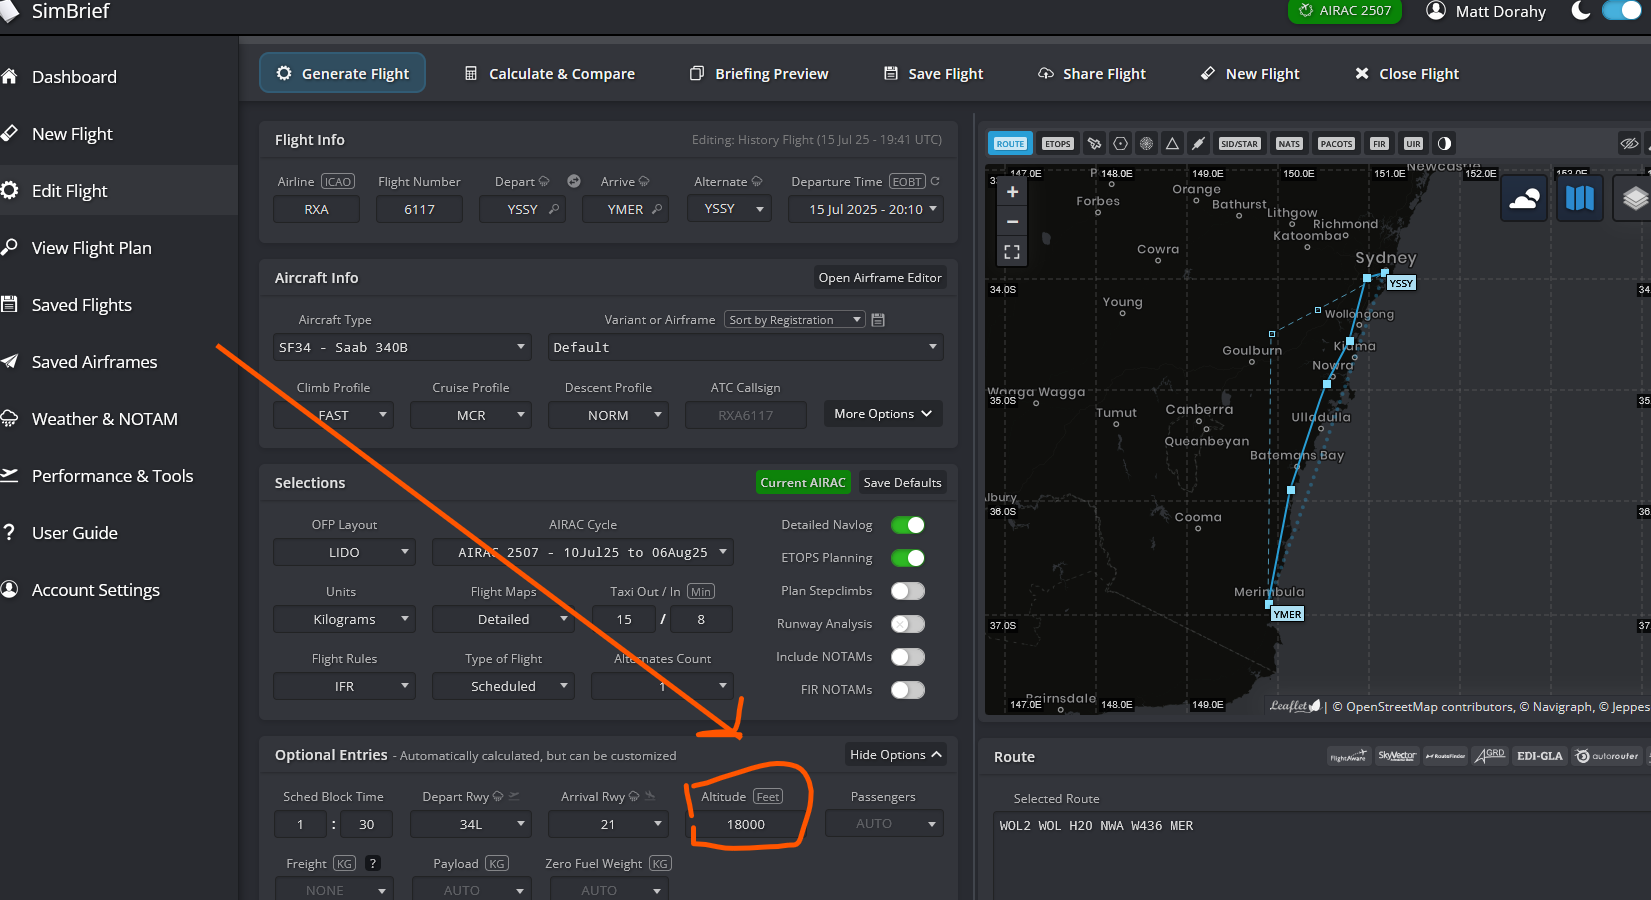 SimBrief
AIRAC 2507
Matt Dorahy
Dashboard
New Flight
Edit Flight
View Flight Plan
Saved Flights
Saved Airframes
Weather & NOTAM
Performance & Tools
User Guide
Account Settings
Generate Flight
Calculate & Compare
Briefing Preview
Save Flight
Share Flight
New Flight
Close Flight
Flight Info
Editing: History Flight (15 Jul 25 - 19:41 UTC)
Airline ICAO Flight Number Depart Arrive Alternate Departure Time EOBT
RXA 6117 YSSY YMER YSSY 15 Jul 2025 - 20:10
Aircraft Info
Open Airframe Editor
Aircraft Type Variant or Airframe Sort by Registration
SF34 - Saab 340B Default
Climb Profile Cruise Profile Descent Profile ATC Callsign
FAST MCR NORM RXA6117 More Options
Selections
Current AIRAC Save Defaults
OFP Layout AIRAC Cycle Detailed Navlog
LIDO AIRAC 2507 - 10Jul25 to 06Aug25
ETOPS Planning
Units Flight Maps Taxi Out / In Min Plan Stepclimbs
Kilograms Detailed 15 / 8 Runway Analysis
Flight Rules Type of Flight Alternates Count Include NOTAMs
IFR Scheduled 1 FIR NOTAMs
Optional Entries - Automatically calculated, but can be customized
Hide Options
Sched Block Time Depart Rwy Arrival Rwy Altitude Feet Passengers
1 : 30 34L 21 18000 AUTO
Freight KG ? Payload KG Zero Fuel Weight KG
NONE AUTO AUTO
ROUTE ETOPS SID/STAR NATS PACOTS FIR UIR
147.0E 148.0E 149.0E 150.0E 151.0E 152.0E 153.0E
Newcastle
Orange
Forbes
Bathurst
Lithgow
Richmond
Katoomba
Cowra
Sydney
YSSY
34.0S
Young
Wollongong
Kiama
Goulburn
Nowra
Wagga Wagga
35.0S
Tumut
Canberra
Ulladulla
Queanbeyan
Batemans Bay
lbury
36.0S
Cooma
Merimbula
YMER
37.0S
Bairnsdale
147.0E 148.0E 149.0E
Leaflet | © OpenStreetMap contributors, © Navigraph, © Jeppes
Route
FlightAware SkyVector RouteFinder GRD EDI-GLA autorouter
Selected Route
WOL2 WOL H20 NWA W436 MER